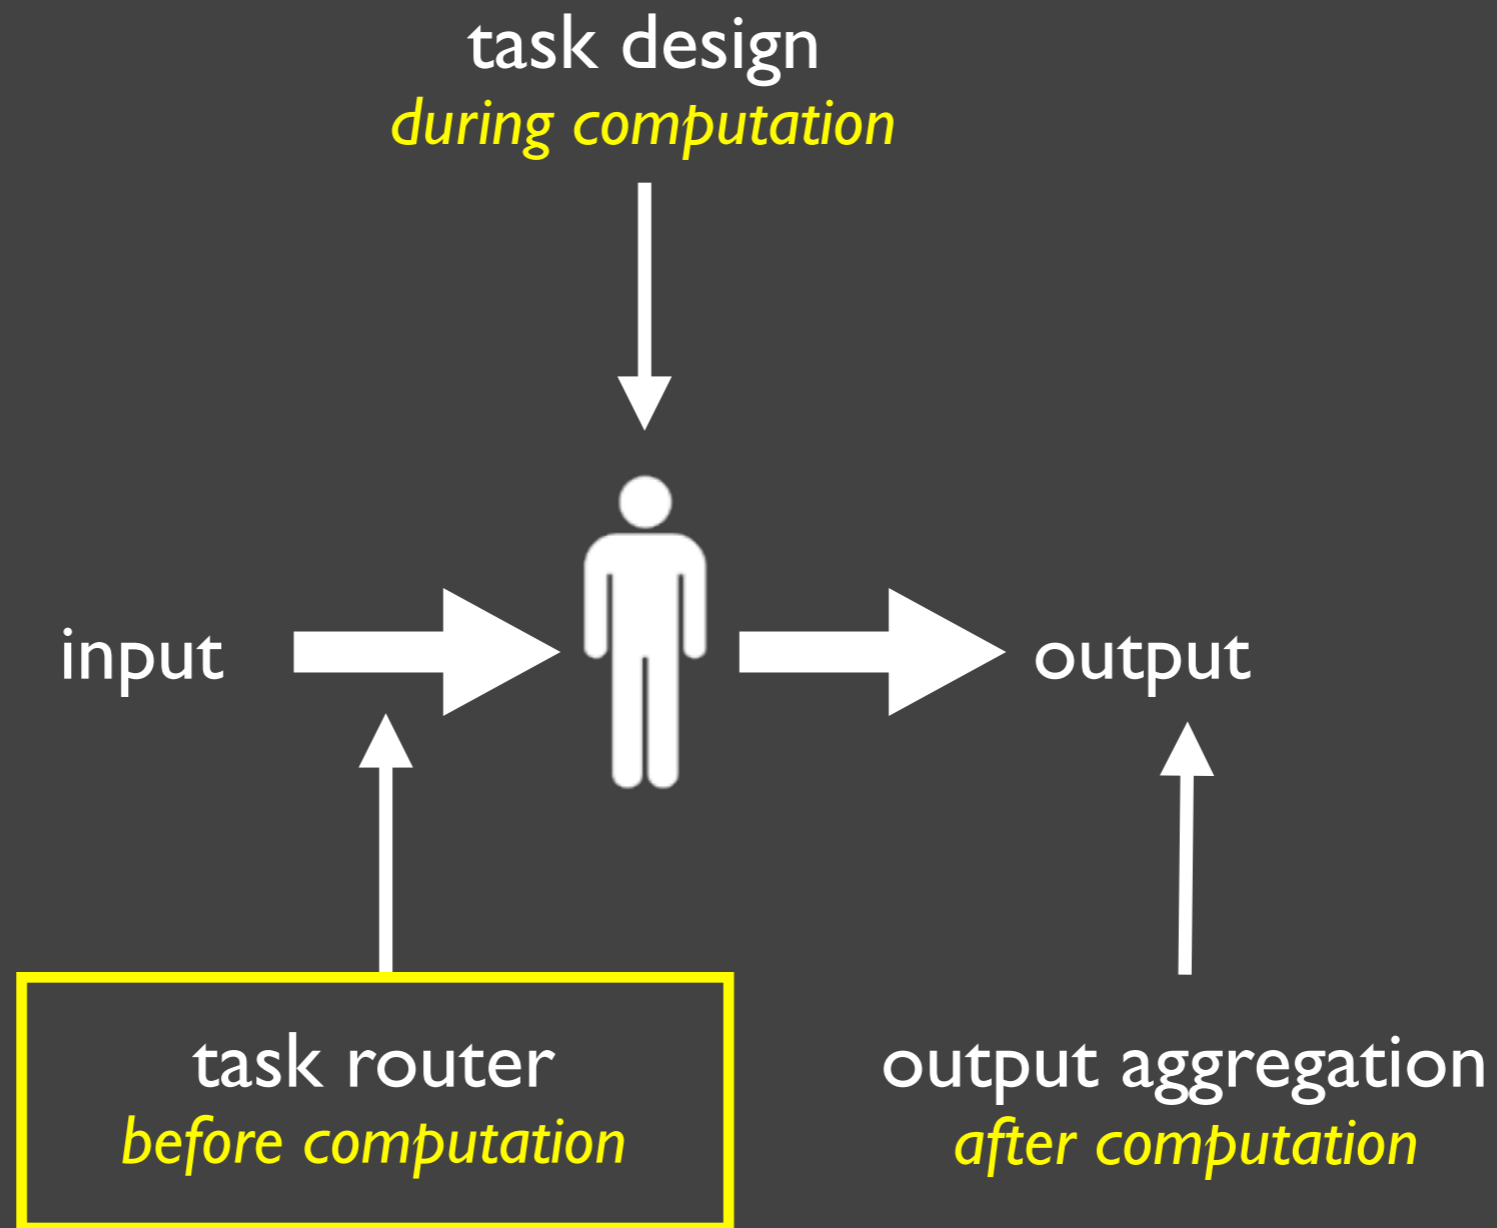 task design
during computation
input
output
task router
before computation
output aggregation
after computation